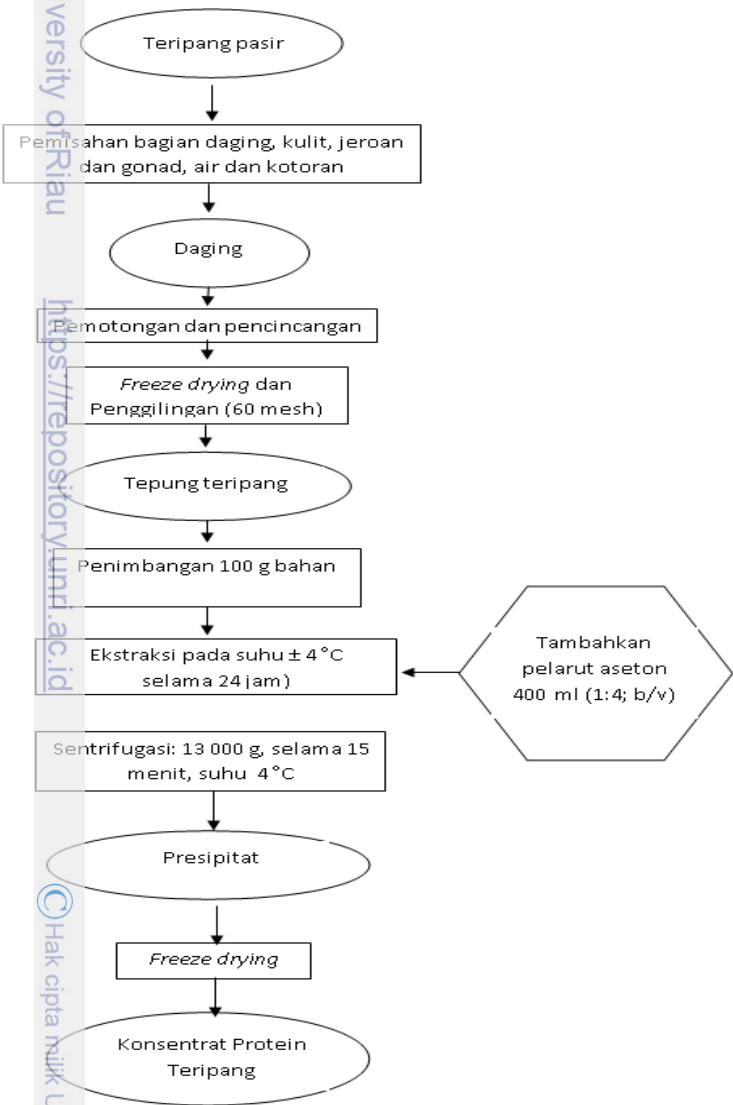 Teripang pasir
Pemisahan bagian daging, kulit, jeroan
dan gonad, air dan kotoran
Daging
Pemotongan dan pencincangan
Freeze drying dan
Penggilingan (60 mesh)
Tepung teripang
Penimbangan 100 g bahan
Ekstraksi pada suhu ± 4°C
selama 24 jam)
Tambahkan
pelarut aseton
400 ml (1:4; b/v)
Sentrifugasi: 13 000 g, selama 15
menit, suhu 4°C
Presipitat
Freeze drying
Konsentrat Protein
Teripang
versity of Riau
https://repository.unri.ac.id
© Hak cipta milik U